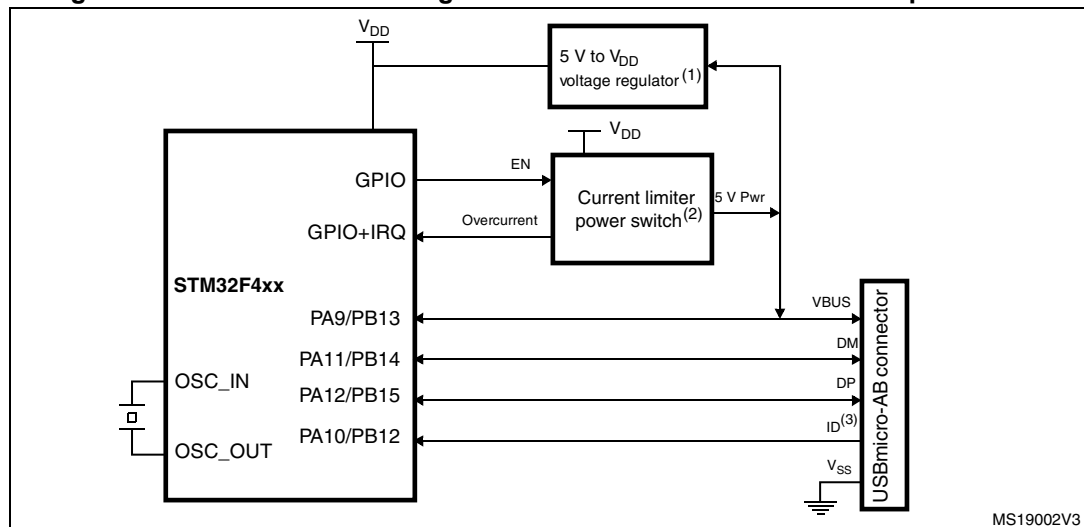 VDD
5 V to VDD
voltage regulator(1)
VDD
GPIO
EN
Current limiter
power switch(2)
5 V Pwr
GPIO+IRQ
Overcurrent
STM32F4xx
PA9/PB13
VBUS
PA11/PB14
DM
OSC_IN
PA12/PB15
DP
PA10/PB12
ID(3)
OSC_OUT
VSS
USBmicro-AB connector
MS19002V3